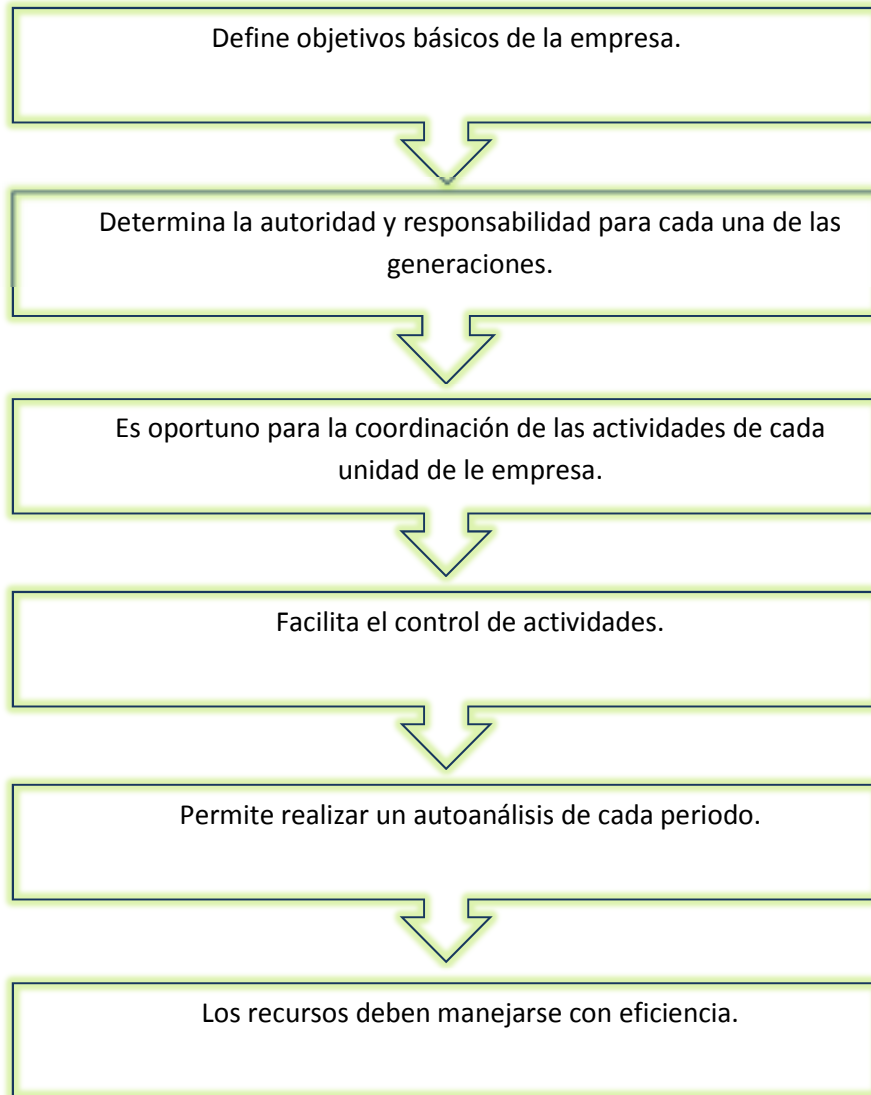 Define objetivos básicos de la empresa.
Determina la autoridad y responsabilidad para cada una de las
generaciones.
Es oportuno para la coordinación de las actividades de cada
unidad de le empresa.
Facilita el control de actividades.
Permite realizar un autoanálisis de cada periodo.
Los recursos deben manejarse con eficiencia.